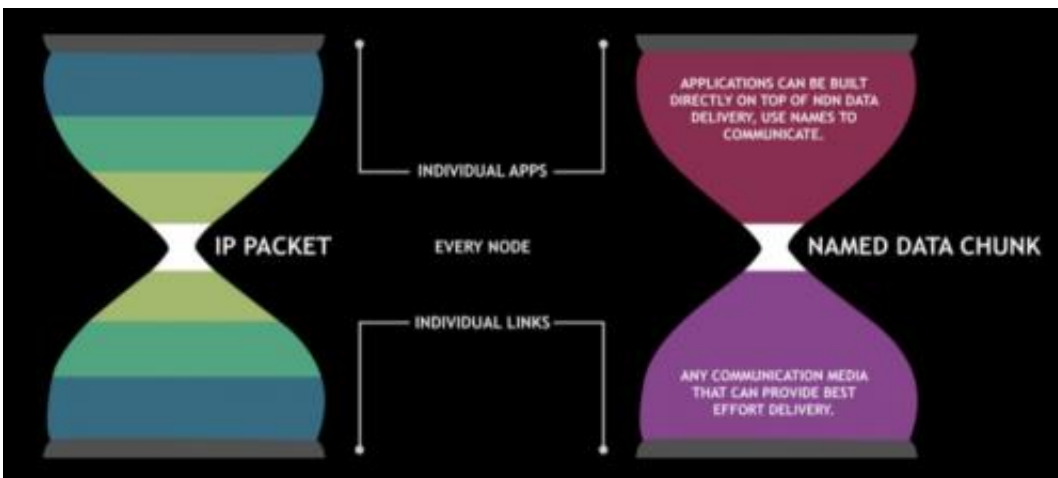 APPLICATIONS CAN BE BUILT
DIRECTLY ON TOP OF NDN DATA
DELIVERY, USE NAMES TO
COMMUNICATE.
INDIVIDUAL APPS
IP PACKET
EVERY NODE
NAMED DATA CHUNK
INDIVIDUAL LINKS
ANY COMMUNICATION MEDIA
THAT CAN PROVIDE BEST
EFFORT DELIVERY.